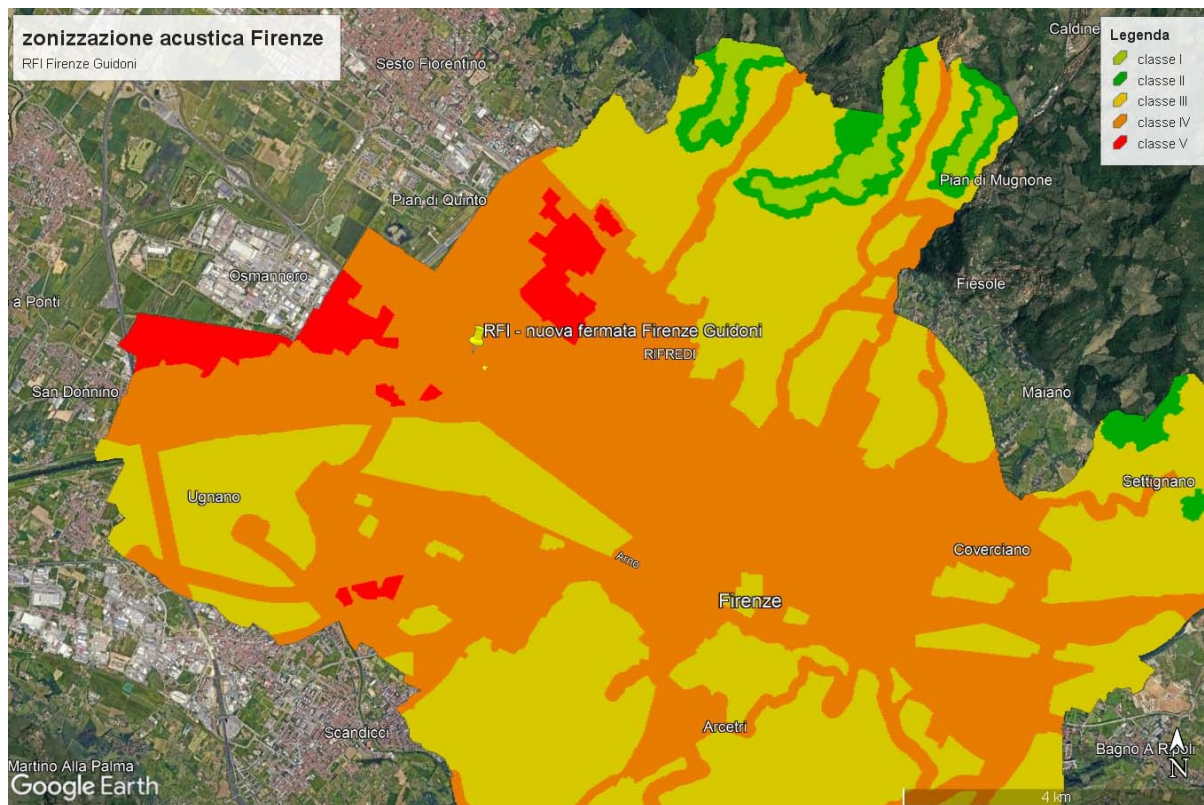 zonizzazione acustica Firenze
RFI Firenze Guidoni
Caldine
Legenda
classe I
classe II
classe III
classe IV
classe V
Sesto Fiorentino
Pian di Mugnone
Pian di Quinto
Osmannoro
Fiesole
a Ponti
RFI - nuova fermata Firenze Guidoni
RIFREDI
San Donnino
Maiano
Settignano
Ugnano
Coverciano
Arno
Firenze
Arcetri
Scandicci
Bagno A Ripoli
N
Martino Alla Palma
Google Earth
4 km